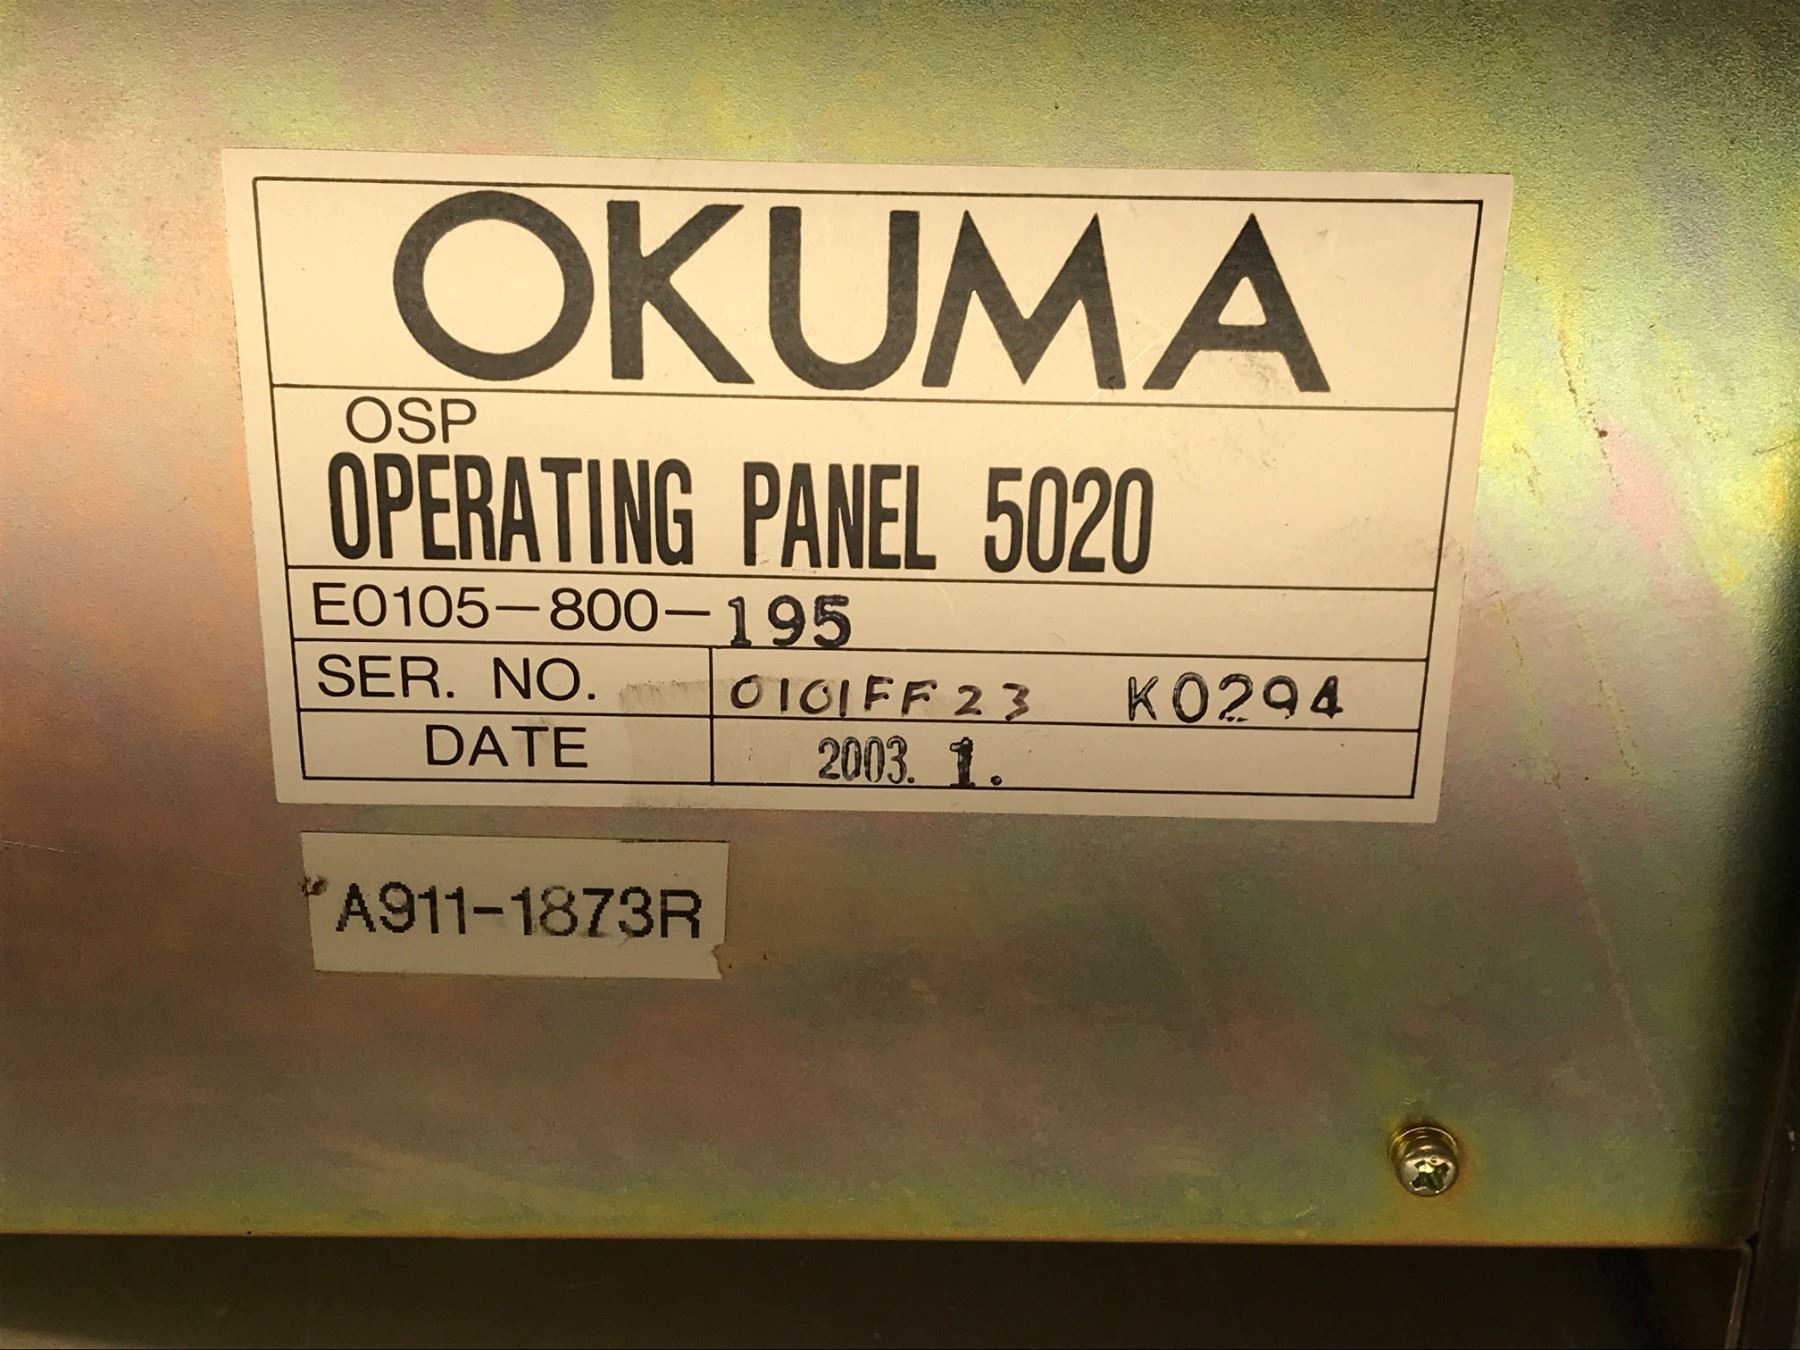 OKUMA
OSP
OPERATING PANEL 5020
E0105-800-195
SER. NO. 0101FF23 K0294
DATE 2003. 1.
A911-1873R